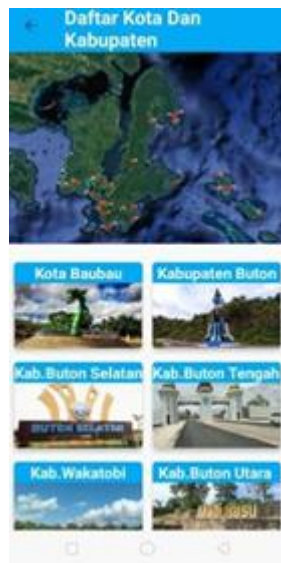 Daftar Kota Dan
Kabupaten
Kota Baubau
Kabupaten Buton
Kab.Buton Selatan
Kab.Buton Tengah
BUTON SELATAN
Kab.Wakatobi
Kab.Buton Utara